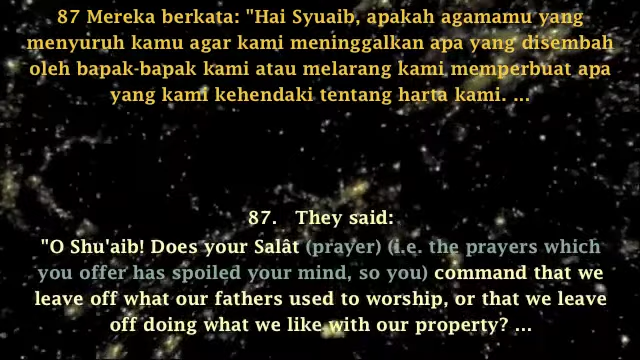 87 Mereka berkata: "Hai Syuaib, apakah agamamu yang
menyuruh kamu agar kami meninggalkan apa yang disembah
oleh bapak-bapak kami atau melarang kami memperbuat apa
yang kami kehendaki tentang harta kami. ...
87. They said:
"O Shu'aib! Does your Salât (prayer) (i.e. the prayers which
you offer has spoiled your mind, so you) command that we
leave off what our fathers used to worship, or that we leave
off doing what we like with our property? ...